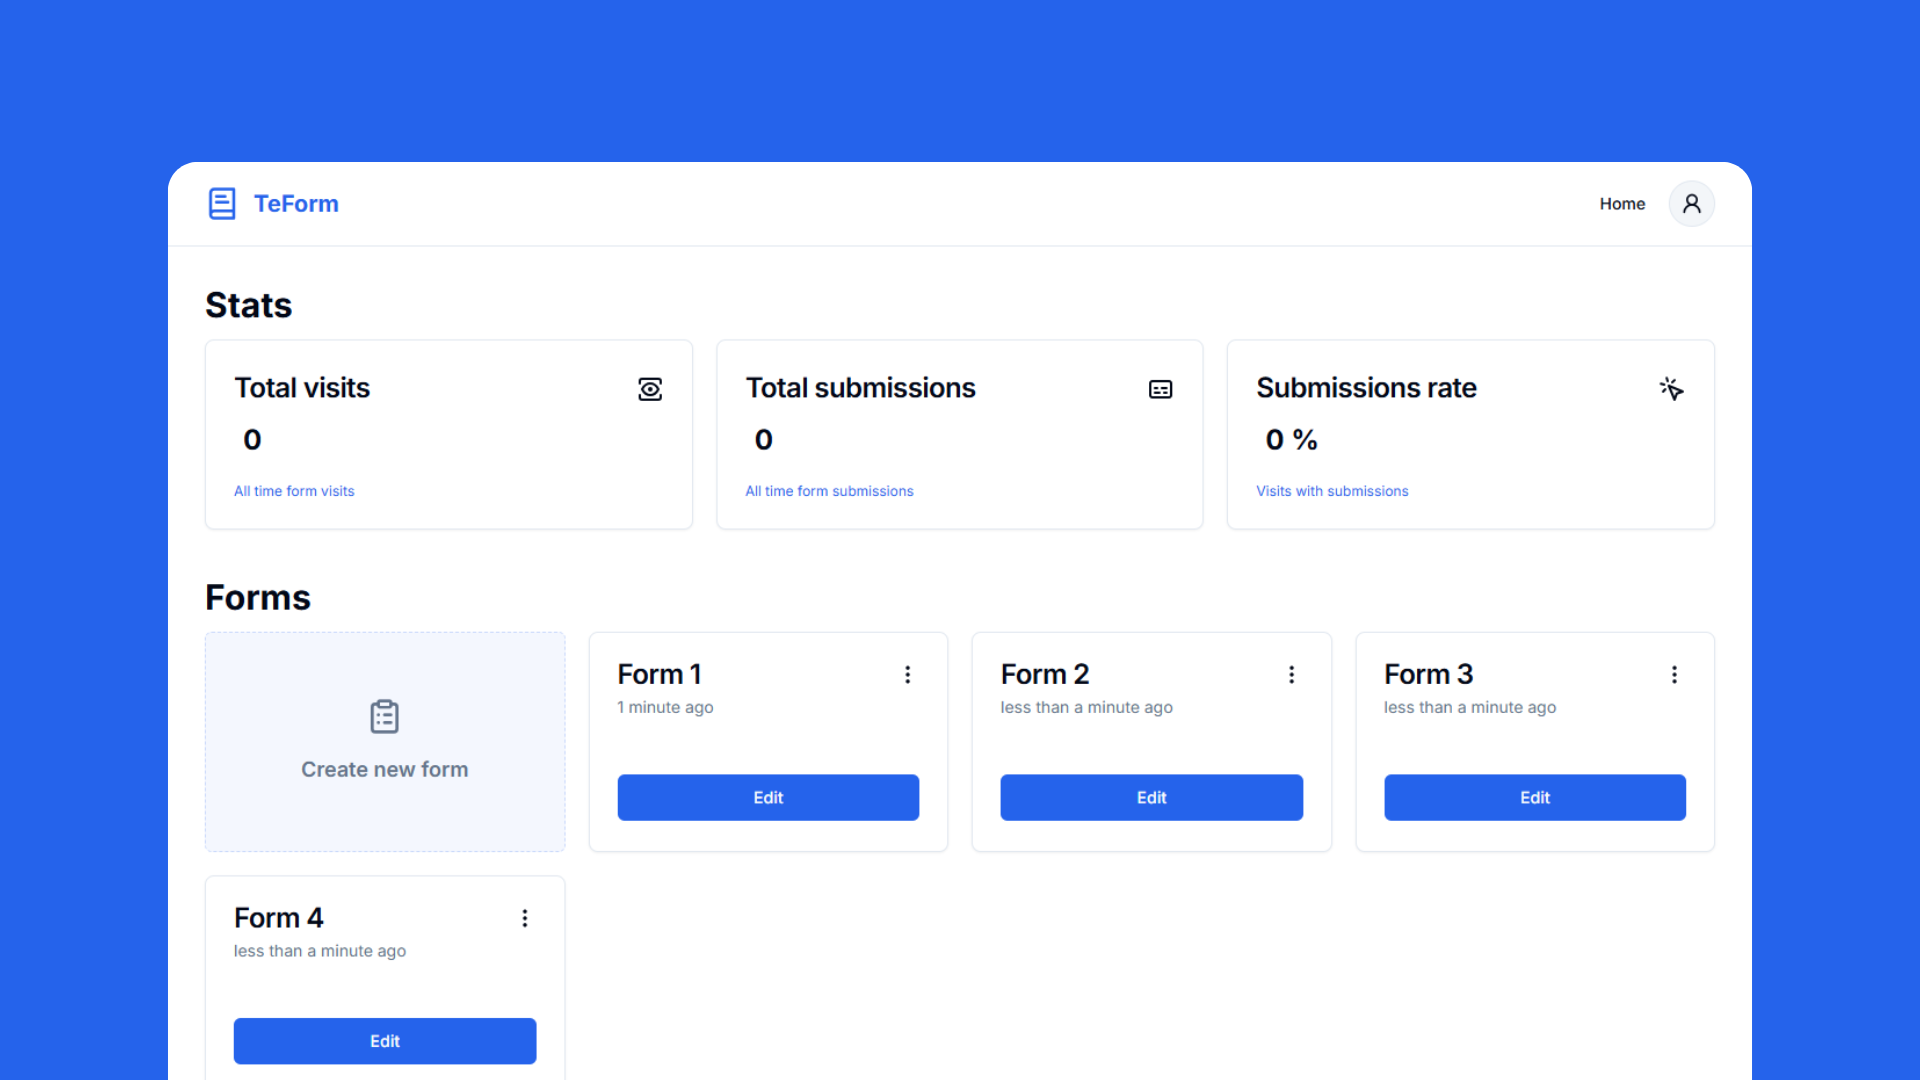 TeForm
Home
Stats
Total visits
0
All time form visits
Total submissions
0
All time form submissions
Submissions rate
0 %
Visits with submissions
Forms
Create new form
Form 1
1 minute ago
Edit
Form 2
less than a minute ago
Edit
Form 3
less than a minute ago
Edit
Form 4
less than a minute ago
Edit